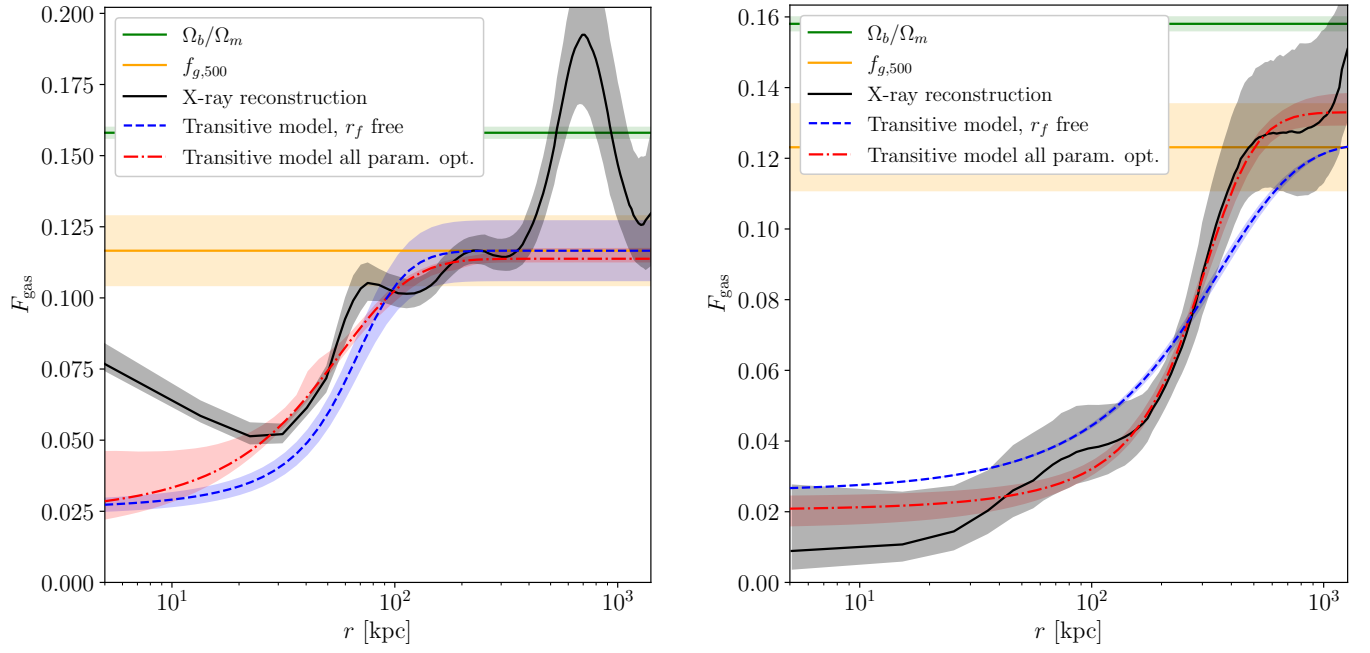 0.200
0.175
0.150
0.125
0.100
0.075
0.050
0.025
0.000
F_gas
Ω_b/Ω_m
f_{g,500}
X-ray reconstruction
Transitive model, r_f free
Transitive model all param. opt.
10^1
10^2
10^3
r [kpc]
0.16
0.14
0.12
0.10
0.08
0.06
0.04
0.02
0.00
F_gas
Ω_b/Ω_m
f_{g,500}
X-ray reconstruction
Transitive model, r_f free
Transitive model all param. opt.
10^1
10^2
10^3
r [kpc]